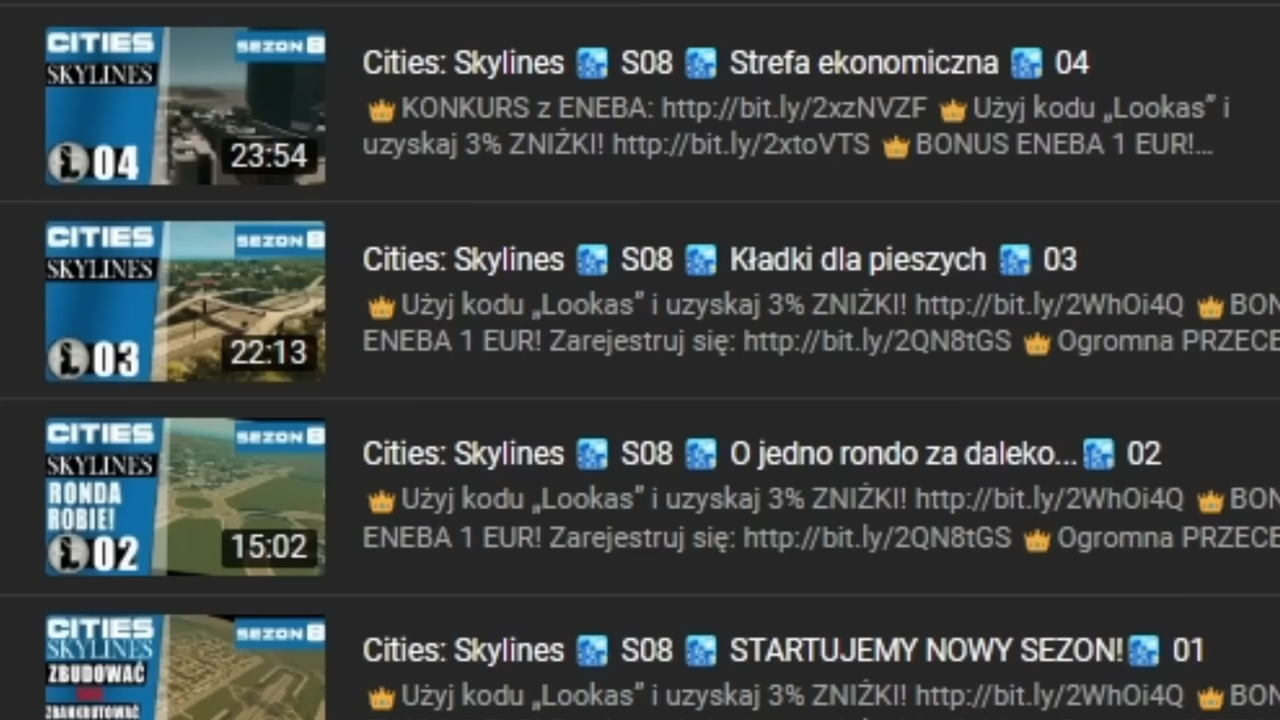 CITIES
SKYLINES
SEZON 8
04
23:54
Cities: Skylines S08 Strefa ekonomiczna 04
KONKURS z ENEBA: http://bit.ly/2xzNVZF Użyj kodu „Lookas” i
uzyskaj 3% ZNIŻKI! http://bit.ly/2xtoVTS BONUS ENEBA 1 EUR!...
CITIES
SKYLINES
SEZON 8
03
22:13
Cities: Skylines S08 Kładki dla pieszych 03
Użyj kodu „Lookas” i uzyskaj 3% ZNIŻKI! http://bit.ly/2WhOi4Q BON
ENEBA 1 EUR! Zarejestruj się: http://bit.ly/2QN8tGS Ogromna PRZECE
CITIES
SKYLINES
SEZON 8
RONDA
ROBIE!
02
15:02
Cities: Skylines S08 O jedno rondo za daleko... 02
Użyj kodu „Lookas” i uzyskaj 3% ZNIŻKI! http://bit.ly/2WhOi4Q BON
ENEBA 1 EUR! Zarejestruj się: http://bit.ly/2QN8tGS Ogromna PRZECE
CITIES
SKYLINES
SEZON 8
ZBUDOWAĆ
ZBANKRUTOWAĆ
Cities: Skylines S08 STARTUJEMY NOWY SEZON! 01
Użyj kodu „Lookas” i uzyskaj 3% ZNIŻKI! http://bit.ly/2WhOi4Q BON